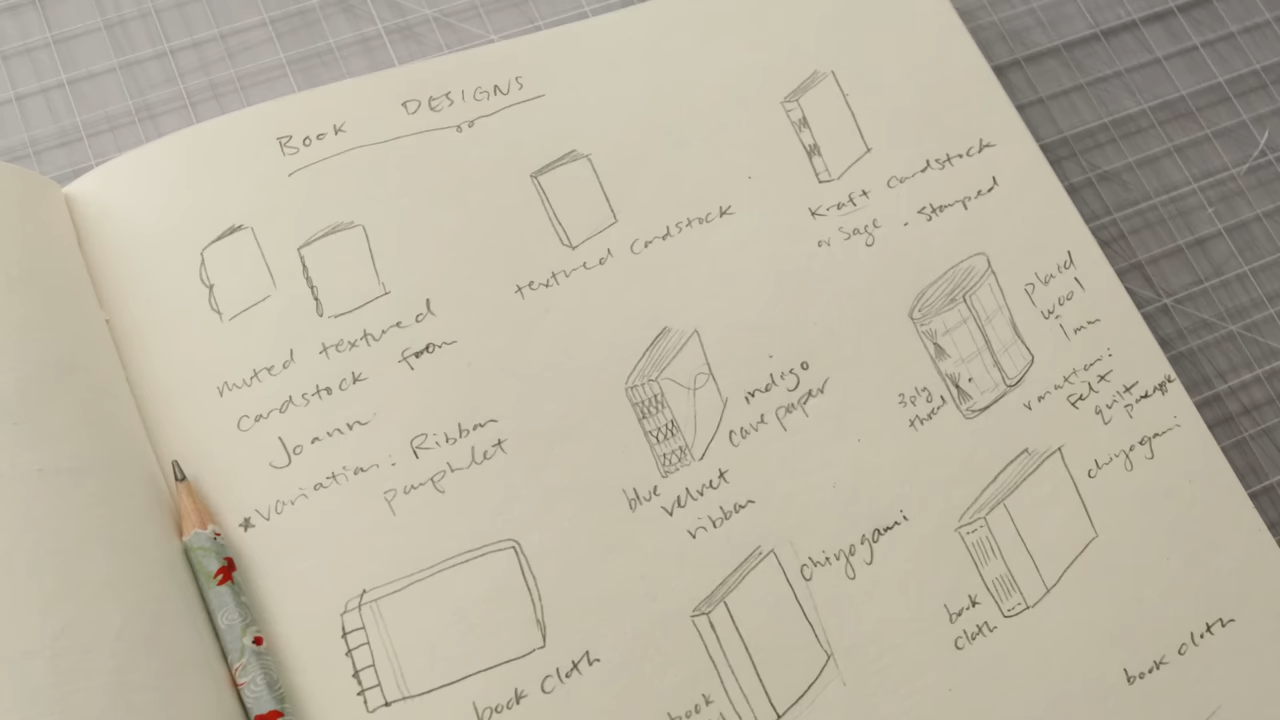 Book DESIGNS
muted textured
cardstock from
Joann
*variation: Ribbon
pamphlet
textured cardstock
Kraft cardstock
or sage - stamped
indigo
cave paper
blue
velvet
ribbon
plaid
wool
1mm
3ply
thread
variation:
felt
quilt
pineapple
chiyogami
book
cloth
chiyogami
book
book cloth
book cloth